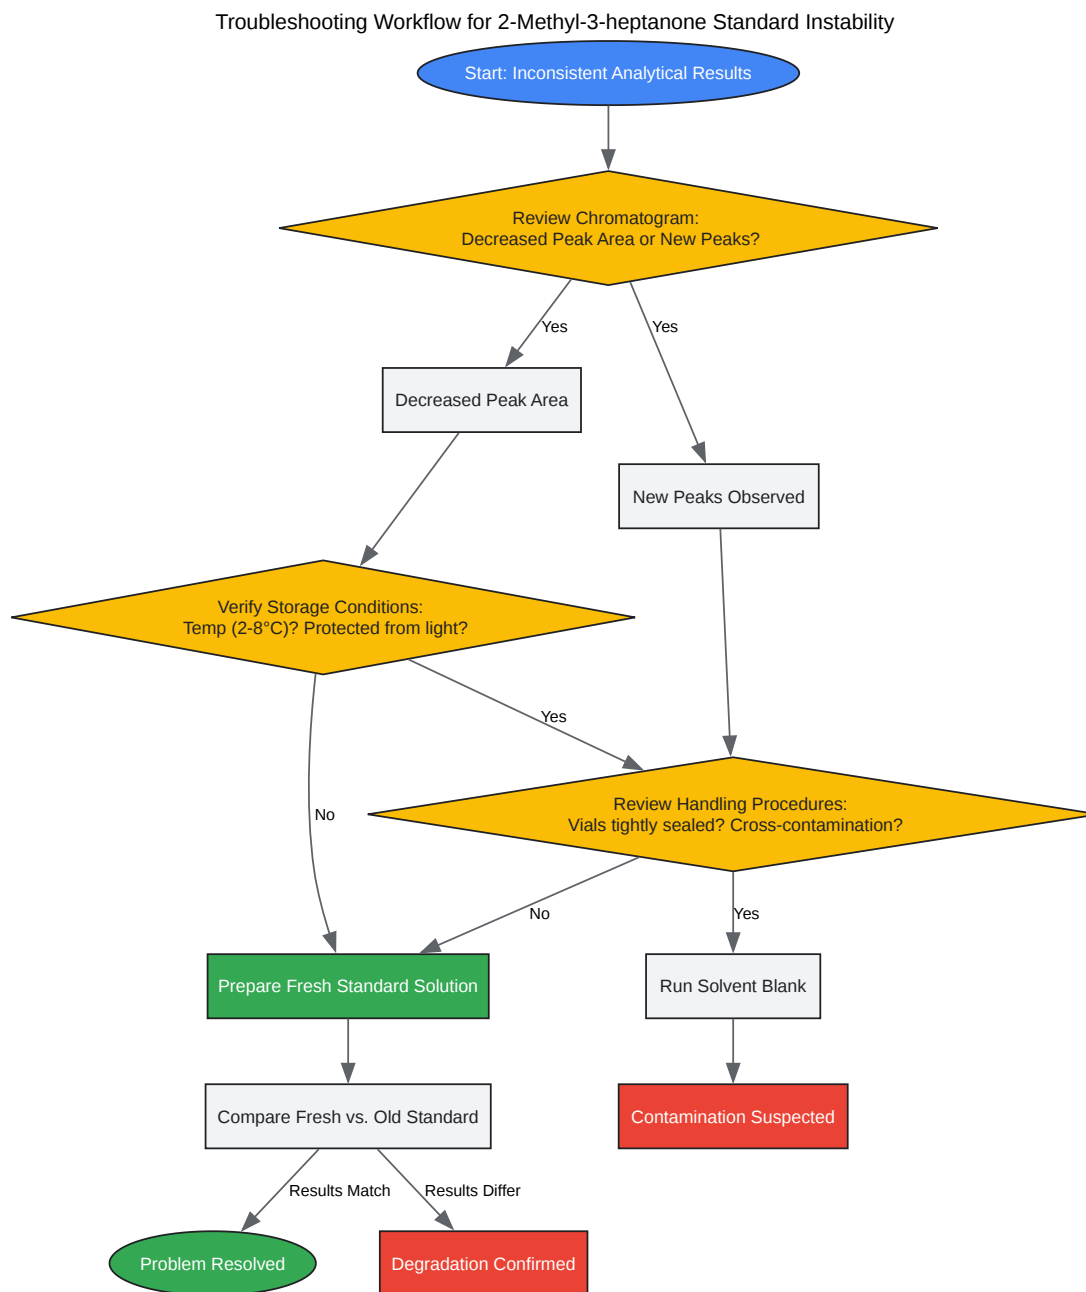 Troubleshooting Workflow for 2-Methyl-3-heptanone Standard Instability
Start: Inconsistent Analytical Results
Review Chromatogram:
Decreased Peak Area or New Peaks?
Yes
Yes
Decreased Peak Area
New Peaks Observed
Verify Storage Conditions:
Temp (2-8°C)? Protected from light?
Yes
No
Review Handling Procedures:
Vials tightly sealed? Cross-contamination?
No
Yes
Prepare Fresh Standard Solution
Run Solvent Blank
Compare Fresh vs. Old Standard
Contamination Suspected
Results Match
Results Differ
Problem Resolved
Degradation Confirmed